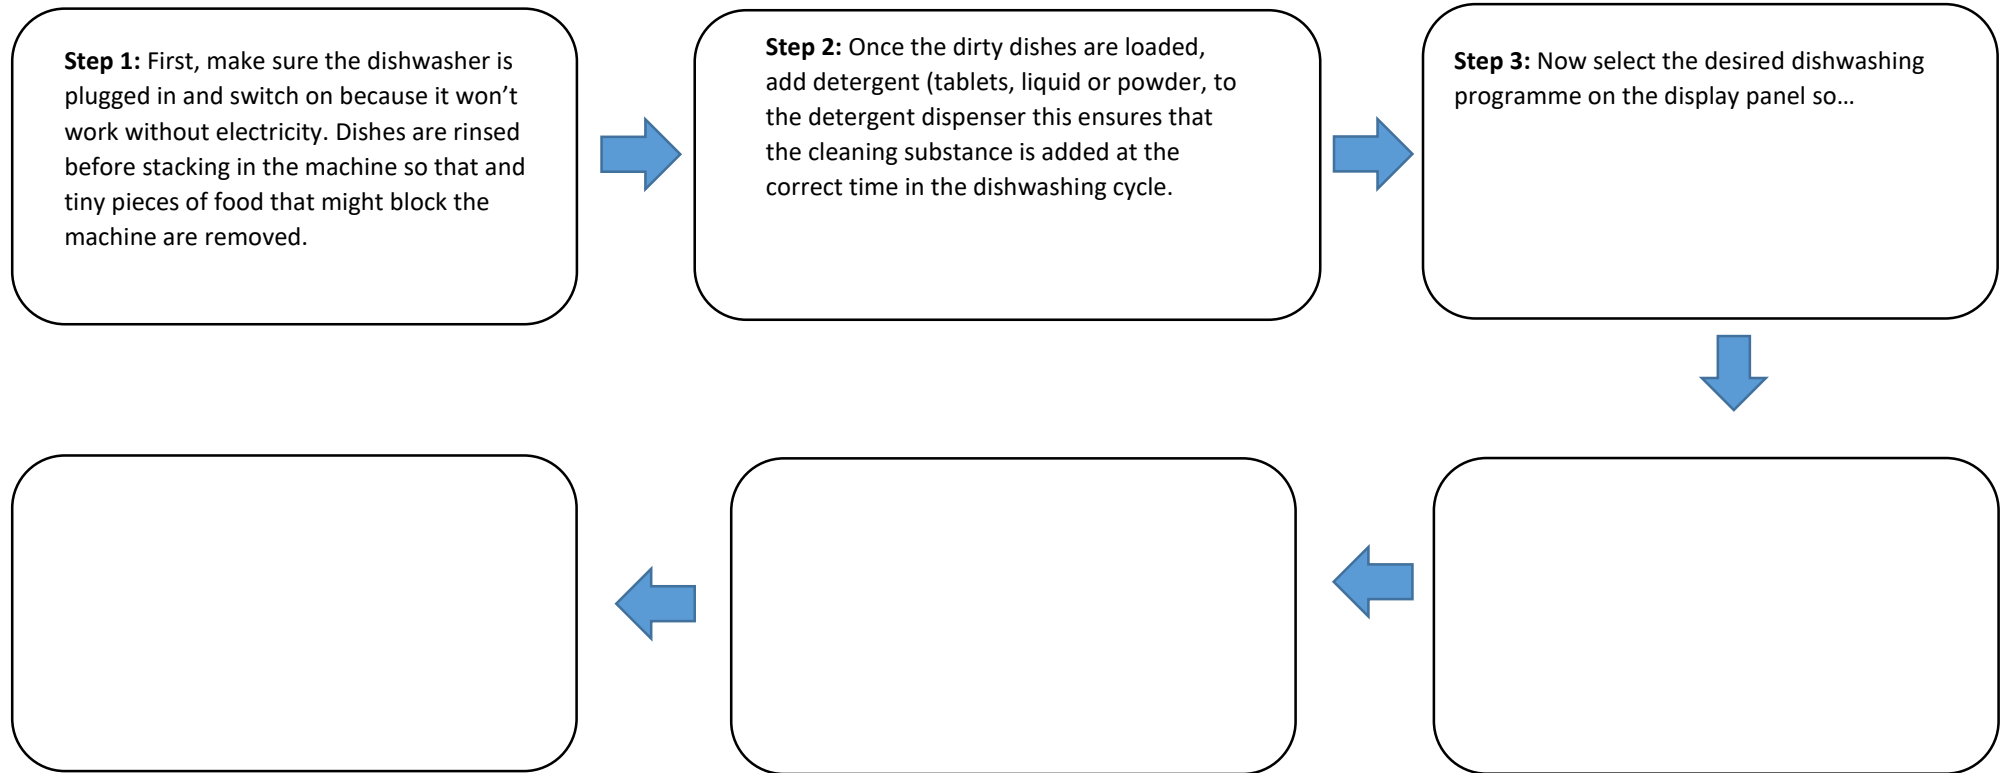 Step 1: First, make sure the dishwasher is
plugged in and switch on because it won’t
work without electricity. Dishes are rinsed
before stacking in the machine so that and
tiny pieces of food that might block the
machine are removed.
Step 2: Once the dirty dishes are loaded,
add detergent (tablets, liquid or powder, to
the detergent dispenser this ensures that
the cleaning substance is added at the
correct time in the dishwashing cycle.
Step 3: Now select the desired dishwashing
programme on the display panel so…